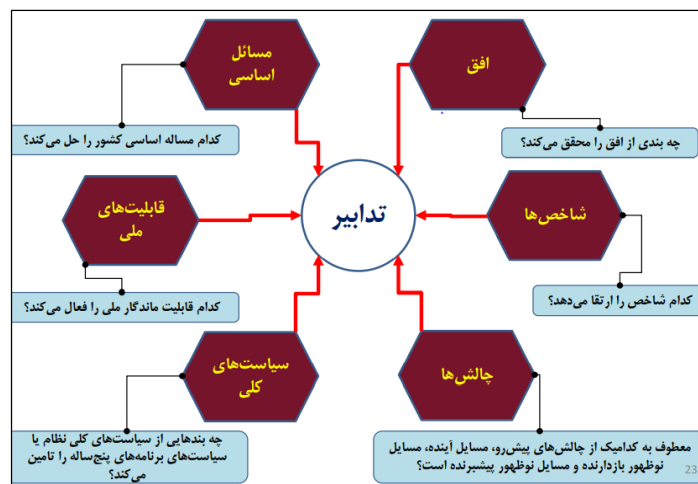 افق
چه بندی از افق را محقق می‌کند؟
مسائل
اساسی
کدام مساله اساسی کشور را حل می‌کند؟
تدابیر
شاخص‌ها
کدام شاخص را ارتقا می‌دهد؟
قابلیت‌های
ملی
کدام قابلیت ماندگار ملی را فعال می‌کند؟
چالش‌ها
معطوف به کدامیک از چالش‌های پیش‌رو، مسایل آینده، مسایل
نوظهور بازدارنده و مسایل نوظهور پیشبرنده است؟
سیاست‌های
کلی
چه بندهایی از سیاست‌های کلی نظام یا
سیاست‌های برنامه‌های پنج‌ساله را تامین
می‌کند؟
23